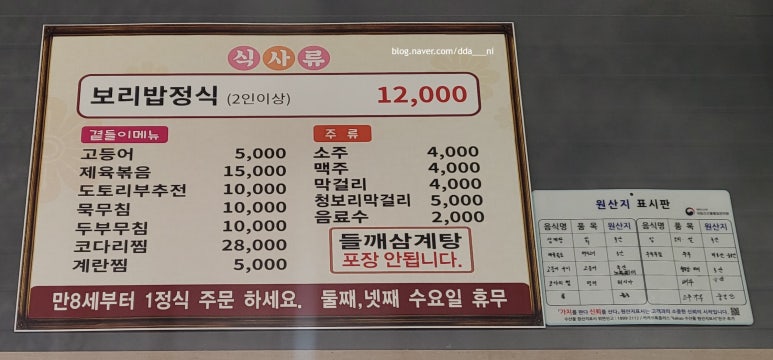 식사류
blog.naver.com/dda___ni
보리밥정식 (2인이상) 12,000
곁들이메뉴
고등어 5,000
제육볶음 15,000
도토리부추전 10,000
묵무침 10,000
두부무침 10,000
코다리찜 28,000
계란찜 5,000
주류
소주 4,000
맥주 4,000
막걸리 4,000
청보리막걸리 5,000
음료수 2,000
들깨삼계탕
포장 안됩니다.
만8세부터 1정식 주문 하세요. 둘째,넷째 수요일 휴무
원산지 표시판
음식명 품목 원산지 음식명 품목 원산지